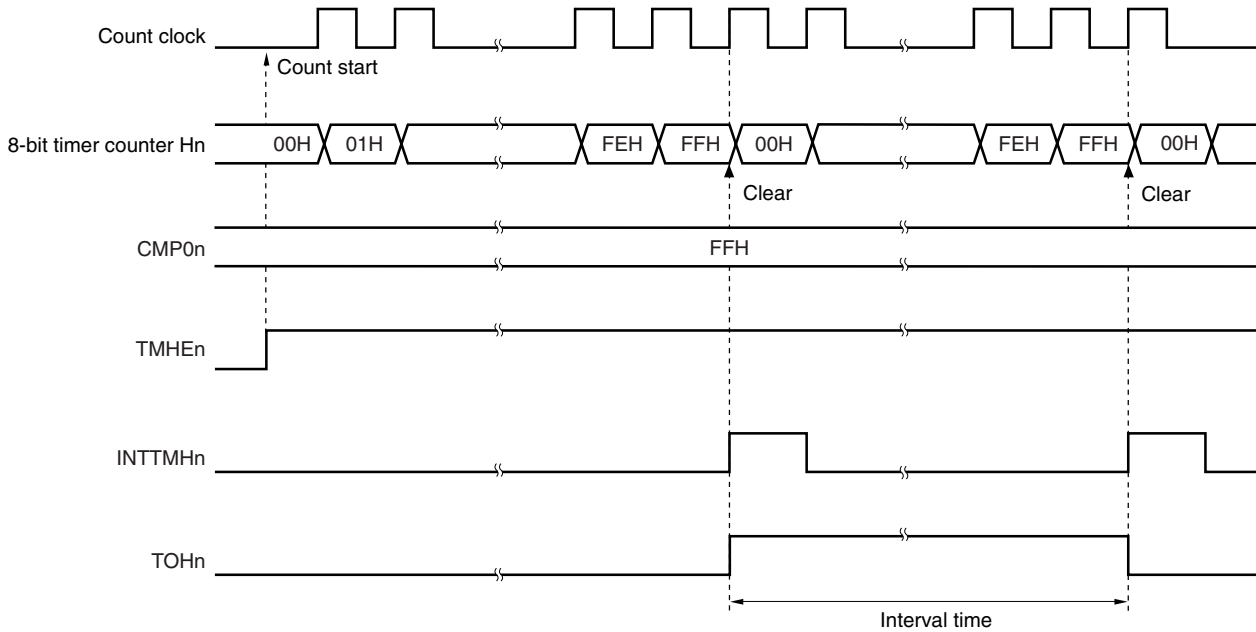 Count clock
Count start
8-bit timer counter Hn
00H 01H FEH FFH 00H FEH FFH 00H
Clear Clear
CMP0n
FFH
TMHEn
INTTMHn
TOHn
Interval time